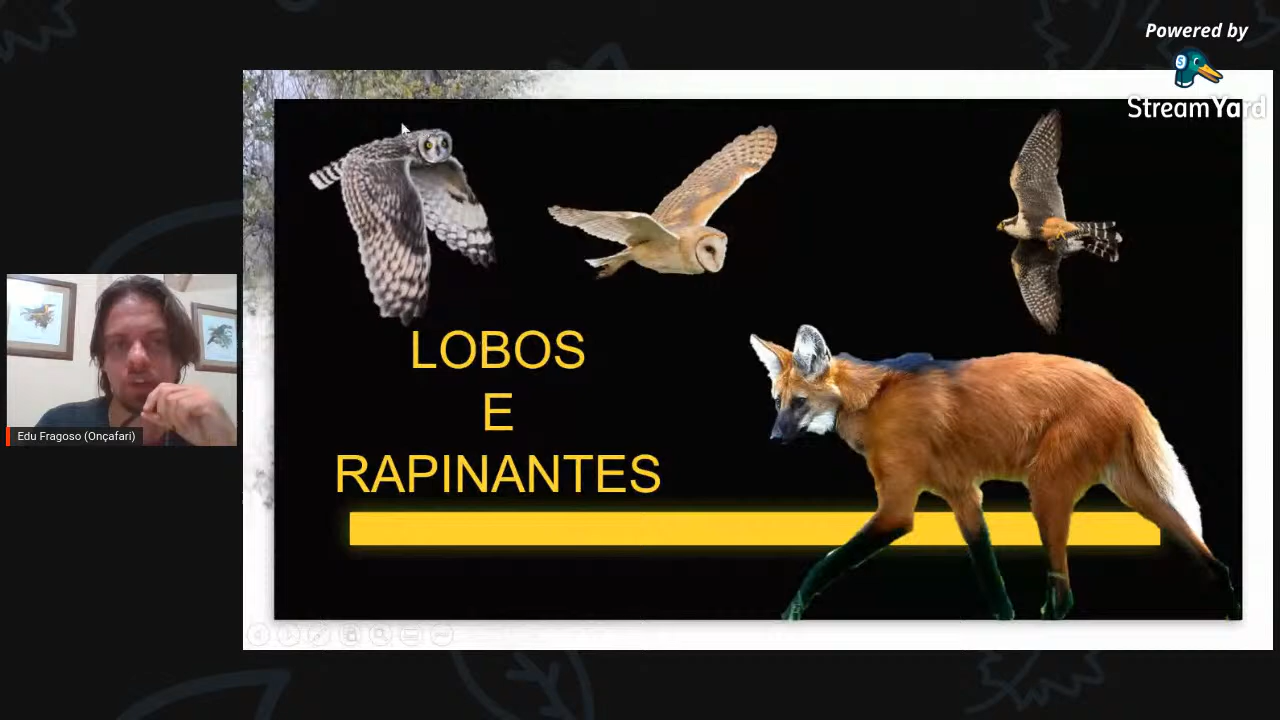 Powered by
StreamYard
LOBOS
E
RAPINANTES
Edu Fragoso (Onçafari)